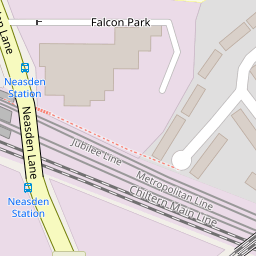 Falcon Park
Neasden Lane
Neasden
Station
Neasden Lane
Jubilee Line
Metropolitan Line
Chiltern Main Line
Neasden
Station